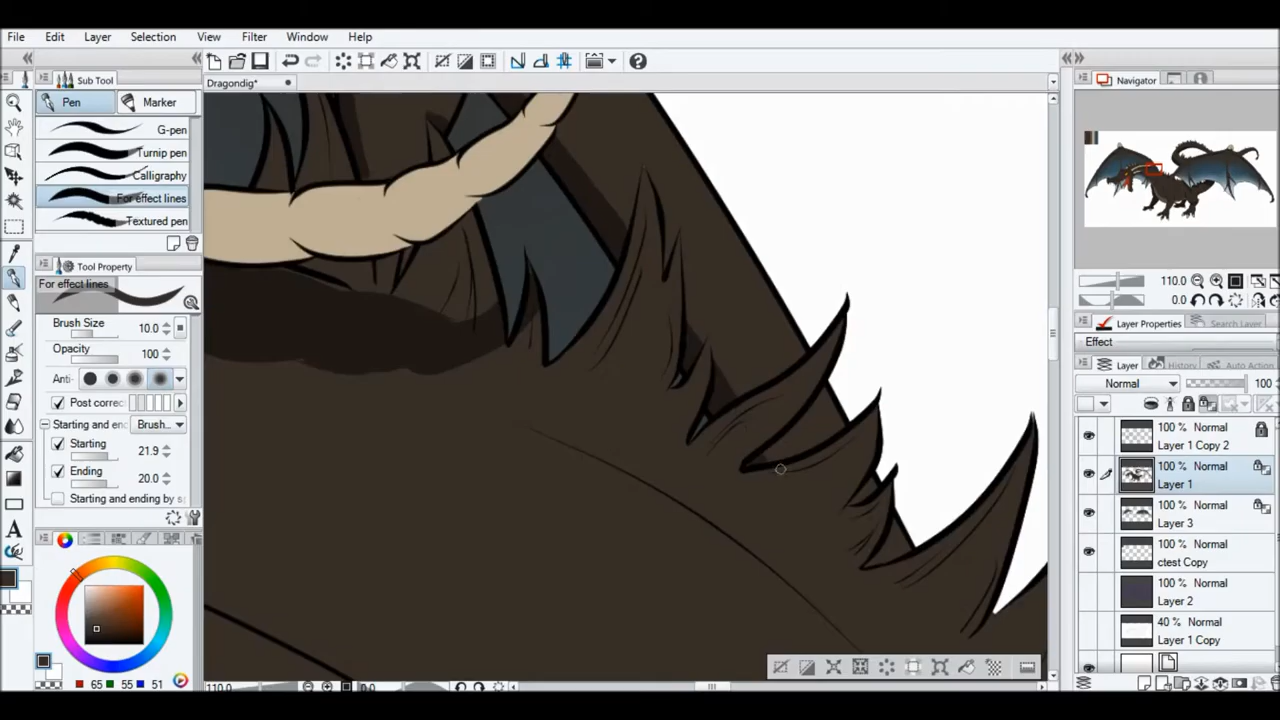 File Edit Layer Selection View Filter Window Help
Sub Tool
Dragondig*
Navigator
Pen Marker
G-pen
Turnip pen
Calligraphy
For effect lines
Textured pen
Tool Property
For effect lines
Brush Size 10.0
Opacity 100
Anti-
Post correc
Starting and en Brush...
Starting 21.9
Ending 20.0
Starting and ending by s
65 55 51
110.0 0.0
110.0
0.0
Layer Properties Search Layer
Effect
Layer History Auto Action
Normal 100
100 % Normal
Layer 1 Copy 2
100 % Normal
Layer 1
100 % Normal
Layer 3
100 % Normal
ctest Copy
100 % Normal
Layer 2
40 % Normal
Layer 1 Copy